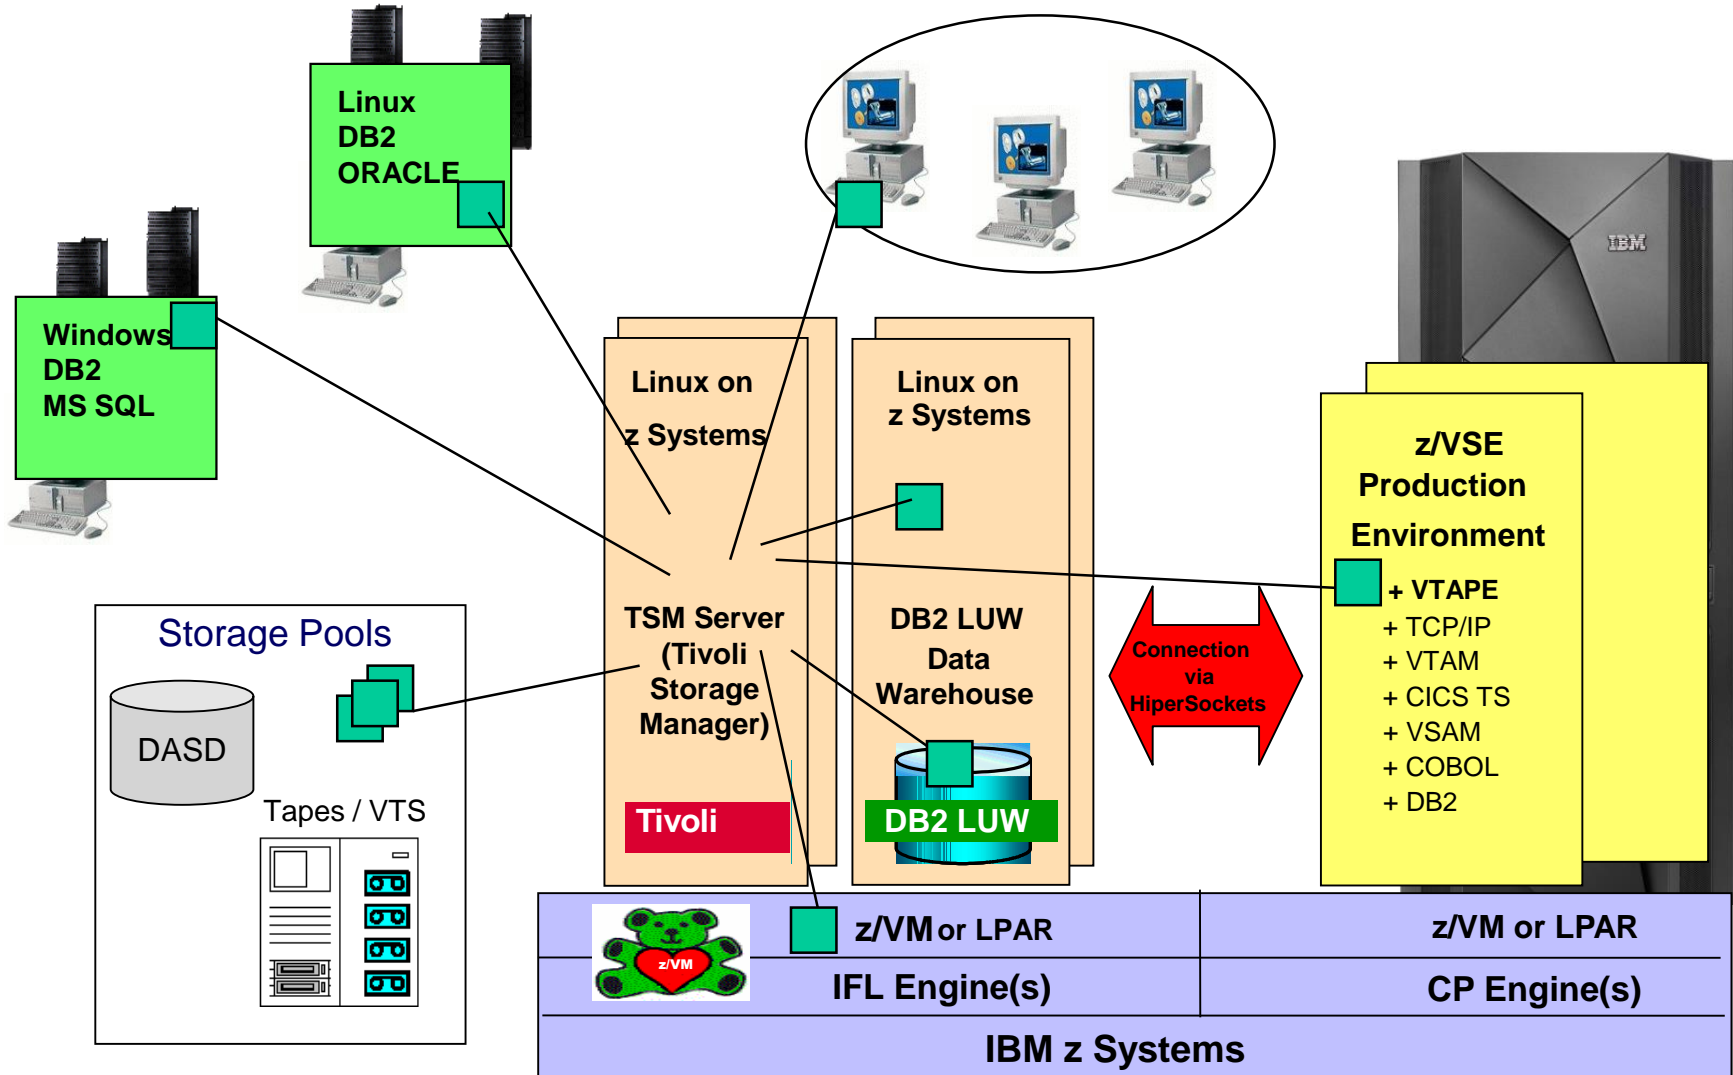 Linux
DB2
ORACLE
Windows
DB2
MS SQL
IBM
Linux on
z Systems
Linux on
z Systems
z/VSE
Production
Environment
+ VTAPE
+ TCP/IP
+ VTAM
+ CICS TS
+ VSAM
+ COBOL
+ DB2
Storage Pools
DASD
Tapes / VTS
TSM Server
(Tivoli
Storage
Manager)
Tivoli
DB2 LUW
Data
Warehouse
DB2 LUW
Connection
via
HiperSockets
z/VM
z/VM or LPAR
z/VM or LPAR
IFL Engine(s)
CP Engine(s)
IBM z Systems